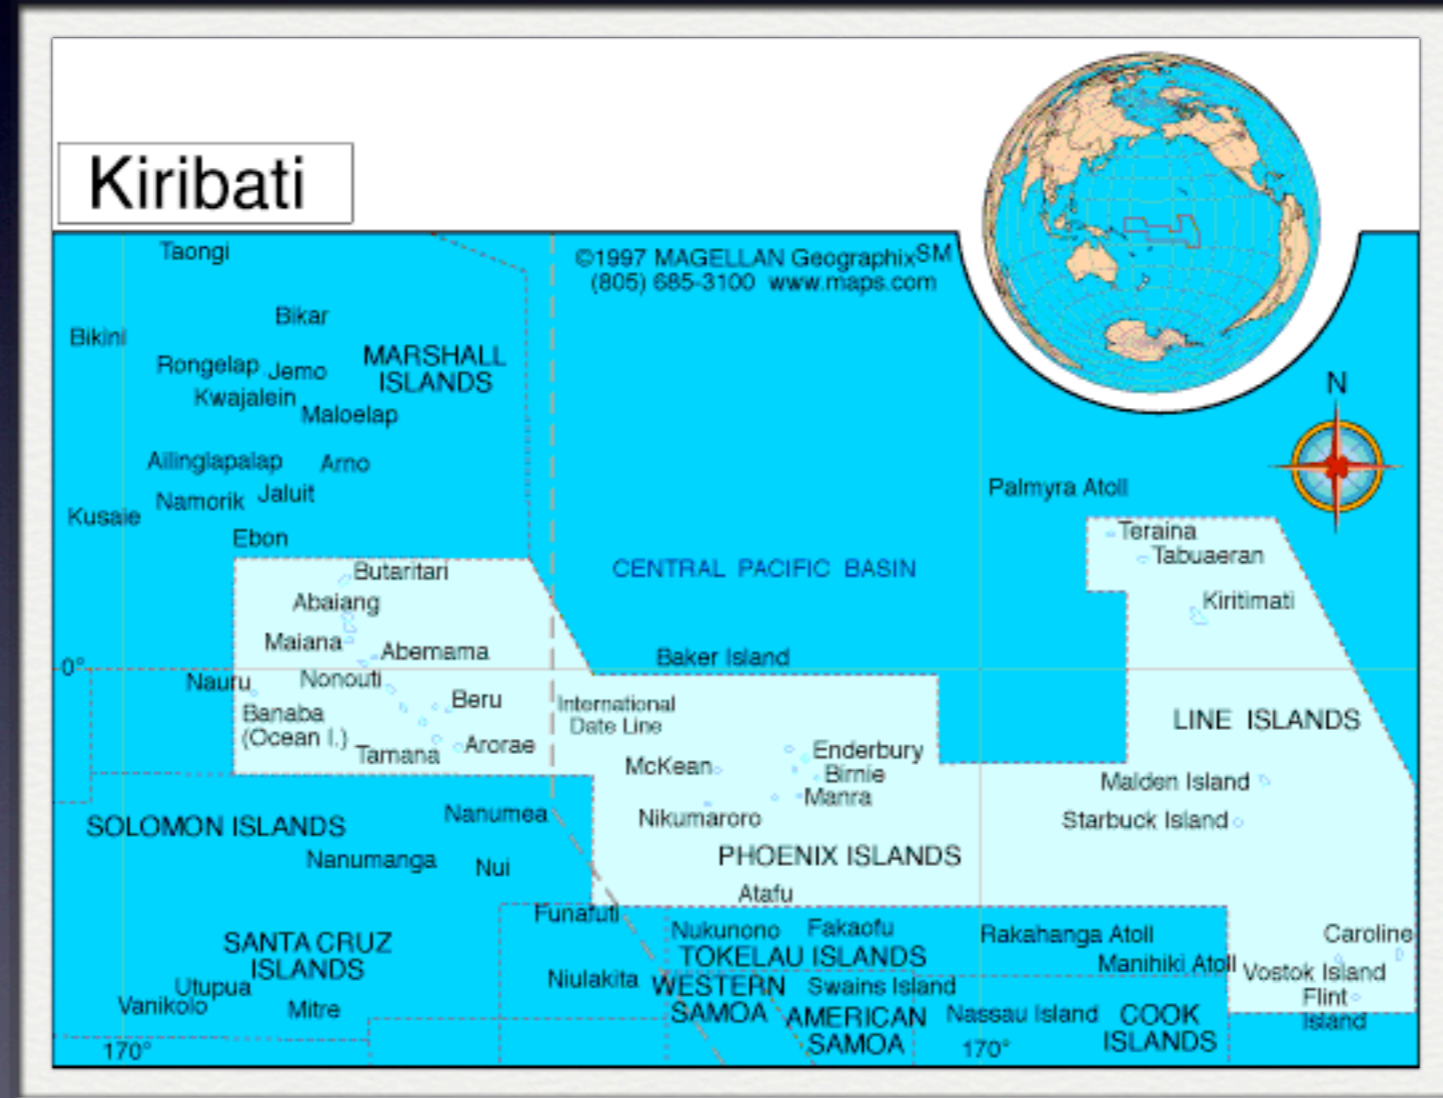 Kiribati
Taongi
©1997 MAGELLAN GeographixSM
(805) 685-3100 www.maps.com
Bikar
Bikini
MARSHALL
ISLANDS
Rongelap
Jemo
Kwajalein
Maloelap
N
Ailinglapalap
Arno
Jaluit
Namorik
Kusaie
Ebon
Palmyra Atoll
Teraina
Tabuaeran
Kiritimati
CENTRAL PACIFIC BASIN
Butaritari
Abaiang
Maiana
Abemama
0°
Baker Island
Nauru
Nonouti
Beru
Banaba
(Ocean I.)
Tamana
Arorae
International
Date Line
LINE ISLANDS
McKean
Enderbury
Birnie
Manra
Nikumaroro
Malden Island
Starbuck Island
Nanumea
SOLOMON ISLANDS
Nanumanga
Nui
PHOENIX ISLANDS
Atafu
Funafuti
Nukunono
Fakaofu
Rakahanga Atoll
Caroline
SANTA CRUZ
ISLANDS
TOKELAU ISLANDS
Manihiki Atoll
Vostok Island
Utupua
Vanikolo
Mitre
Niulakita
WESTERN
SAMOA
Swains Island
AMERICAN
SAMOA
Nassau Island
COOK
ISLANDS
Flint
Island
170°
170°